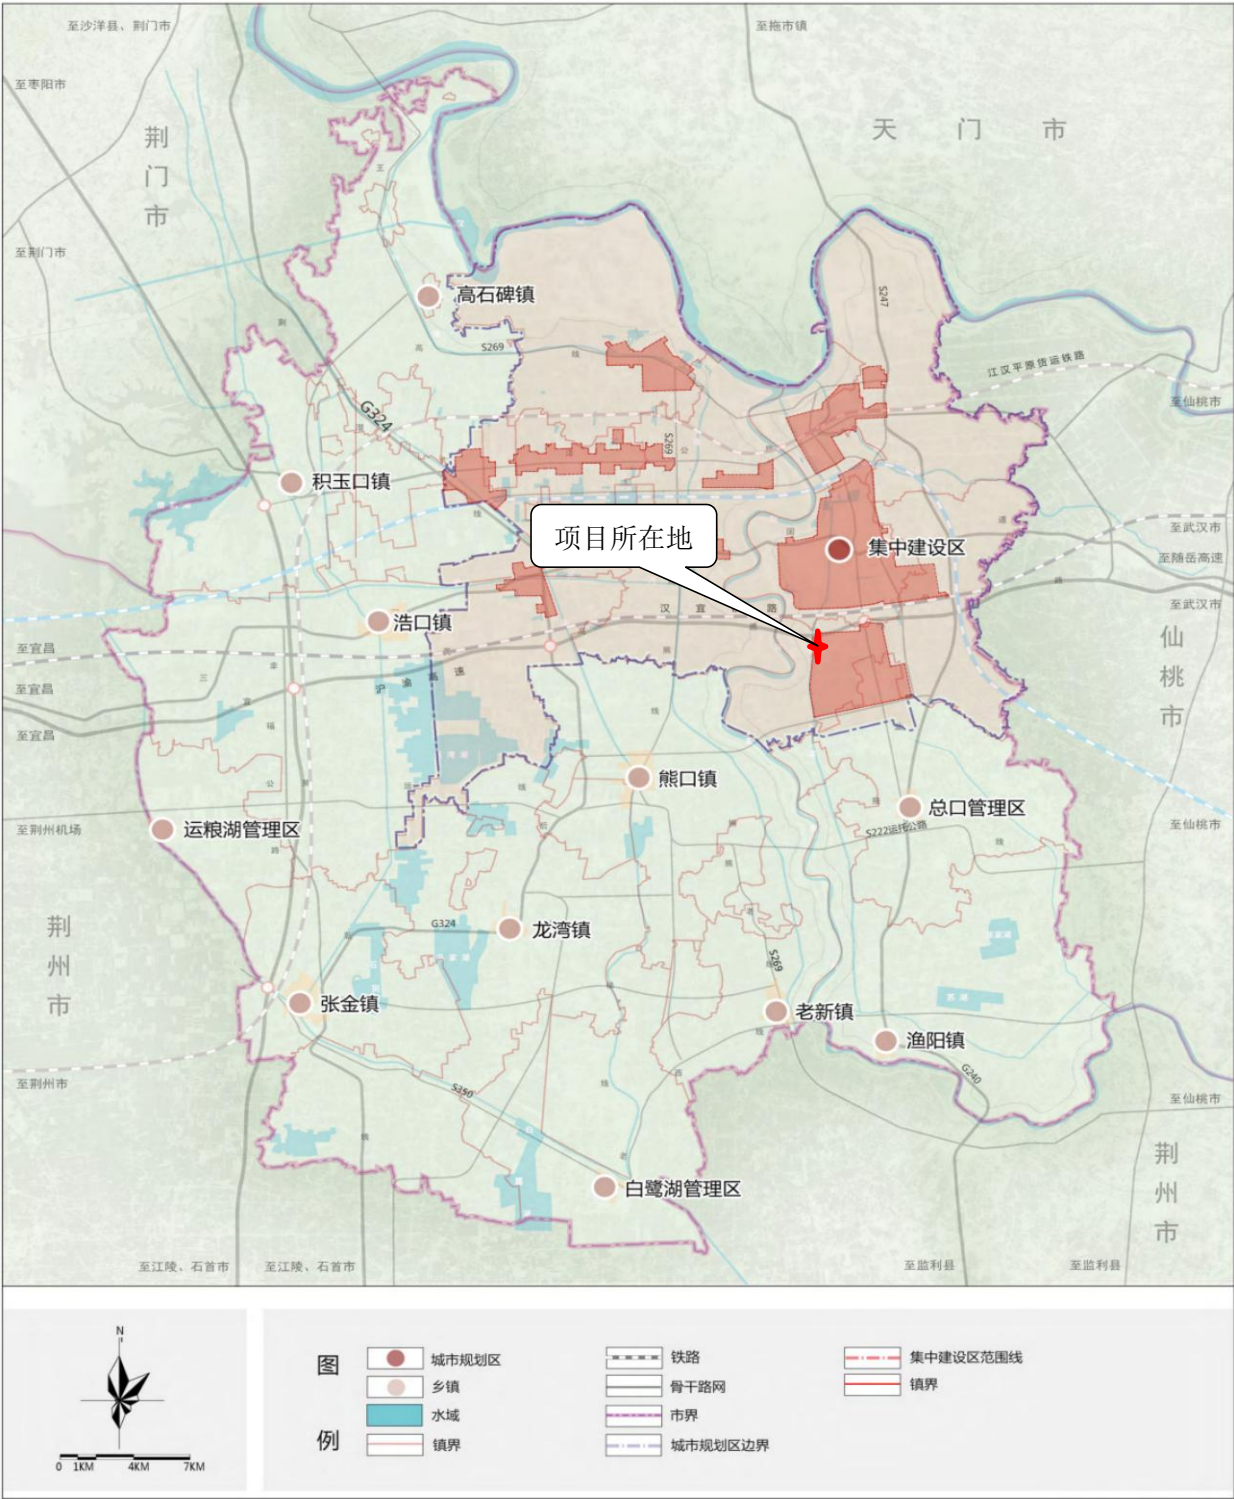 至沙洋县、荆门市
至拖市镇
至枣阳市
荆门市
天门市
至荆门市
高石碑镇
S247
S269
江汉平原货运铁路
G324
至仙桃市
S269
积玉口镇
至武汉市
项目所在地
集中建设区
至随岳高速
至武汉市
汉宜路
浩口镇
仙桃市
至宜昌
至宜昌
沪渝高速
至宜昌
熊口镇
总口管理区
至荆州机场
运粮湖管理区
S222运拖公路
至仙桃市
荆州市
G324
龙湾镇
S269
张金镇
老新镇
渔阳镇
至荆州市
S350
G240
至仙桃市
荆州市
白鹭湖管理区
至江陵、石首市
至江陵、石首市
至监利县
至监利县
N
0 1KM 4KM 7KM
图例
城市规划区
乡镇
水域
镇界
铁路
骨干路网
市界
城市规划区边界
集中建设区范围线
镇界